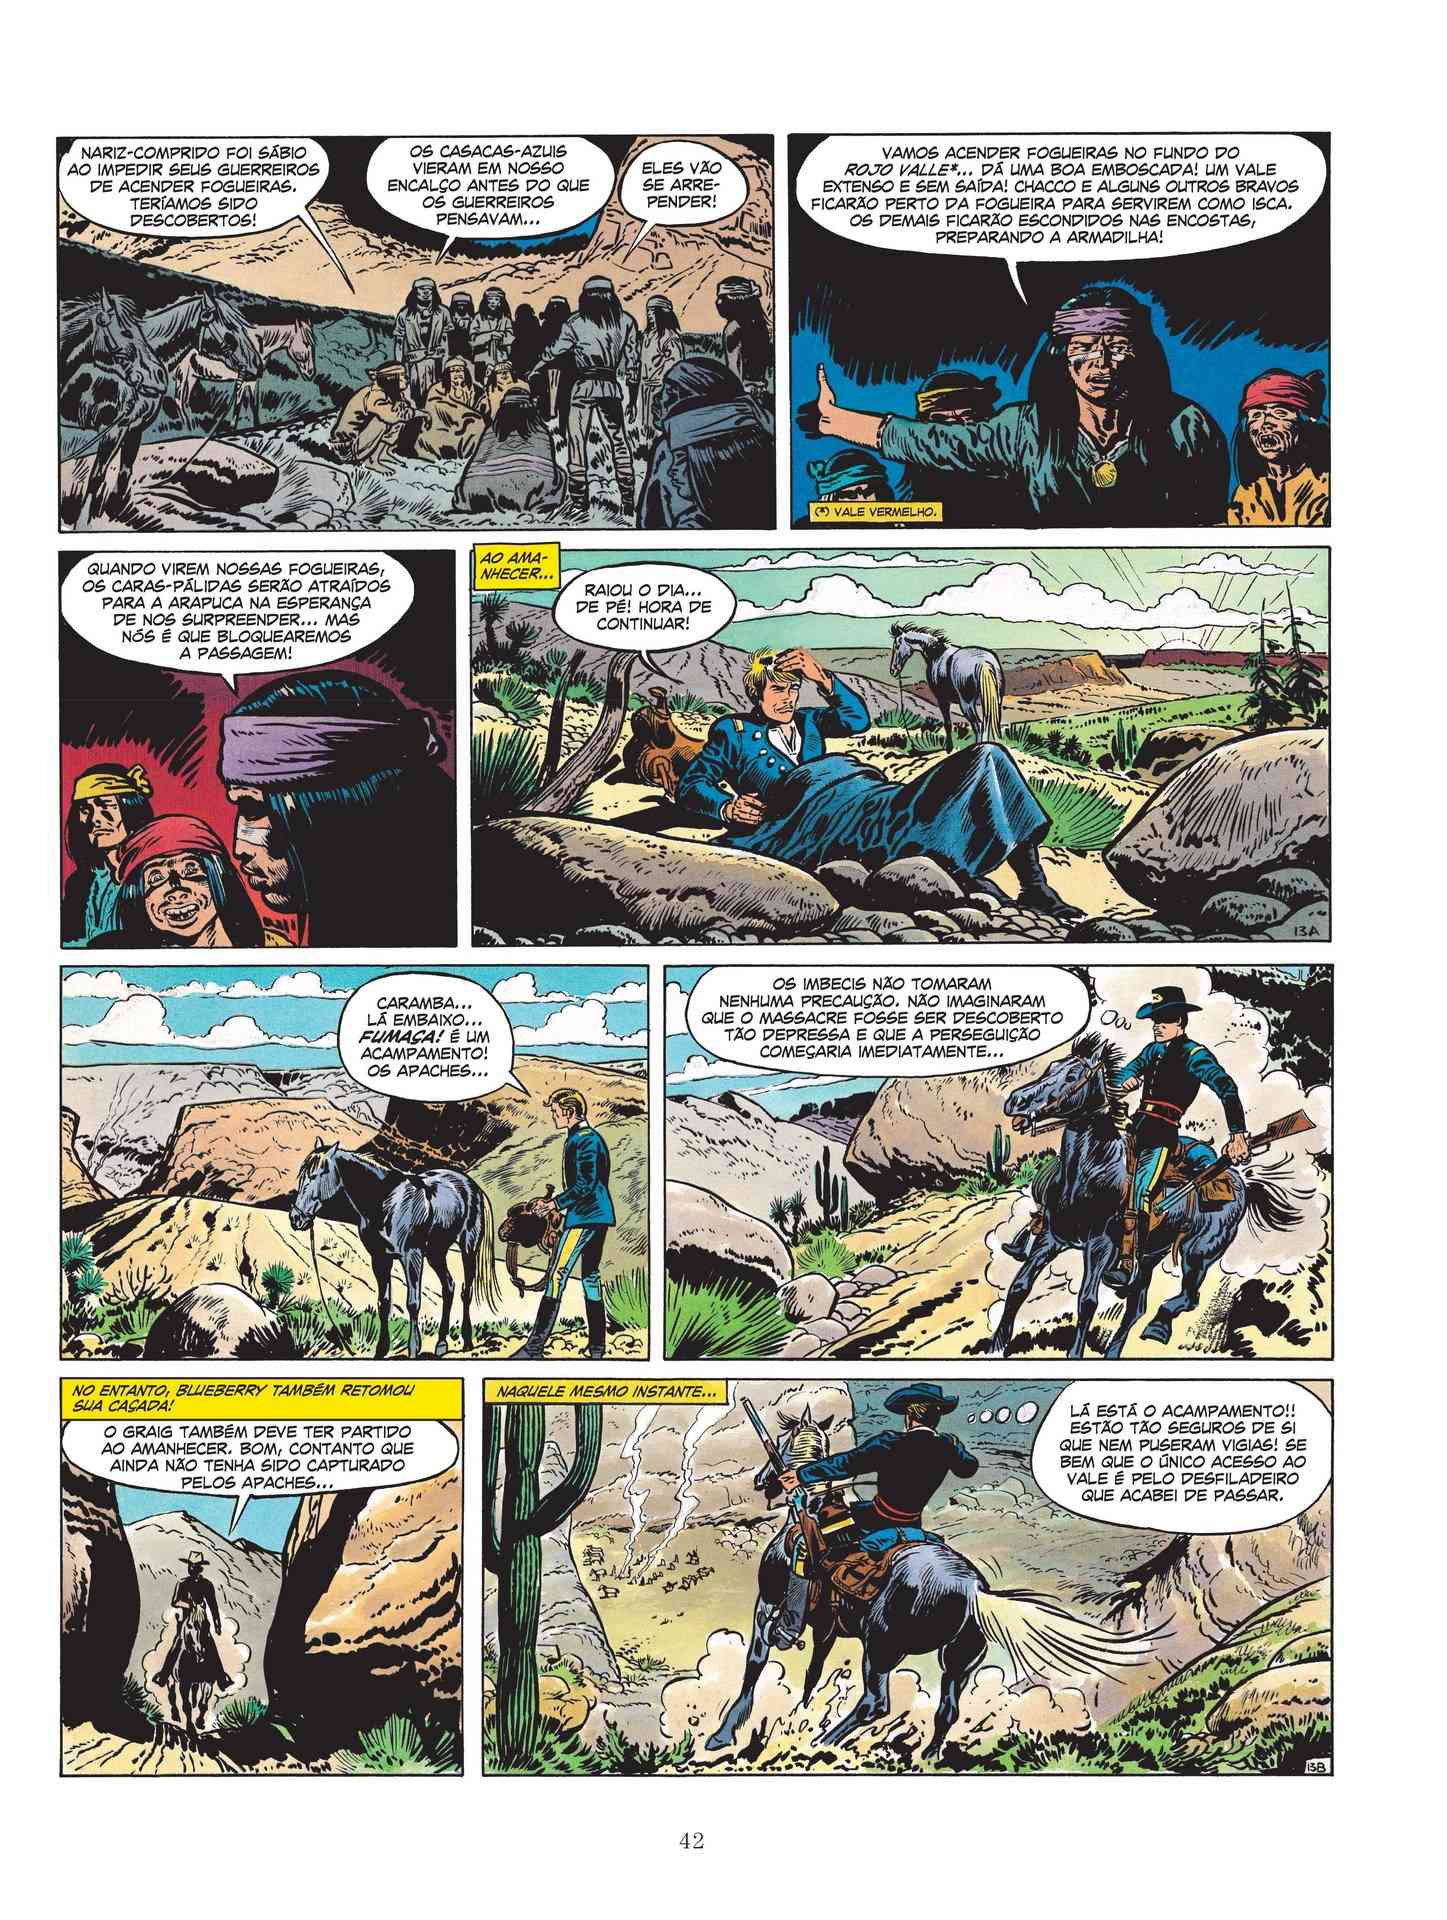 NARIZ-COMPRIDO FOI SÁBIO
AO IMPEDIR SEUS GUERREIROS
DE ACENDER FOGUEIRAS.
TERÍAMOS SIDO
DESCOBERTOS!
OS CASACAS-AZUIS
VIERAM EM NOSSO
ENCALÇO ANTES DO QUE
OS GUERREIROS
PENSAVAM...
ELES VÃO
SE ARRE-
PENDER!
VAMOS ACENDER FOGUEIRAS NO FUNDO DO
ROJO VALLE*... DÁ UMA BOA EMBOSCADA! UM VALE
EXTENSO E SEM SAÍDA! CHACCO E ALGUNS OUTROS BRAVOS
FICARÃO PERTO DA FOGUEIRA PARA SERVIREM COMO ISCA.
OS DEMAIS FICARÃO ESCONDIDOS NAS ENCOSTAS,
PREPARANDO A ARMADILHA!
(*) VALE VERMELHO.
QUANDO VIREM NOSSAS FOGUEIRAS,
OS CARAS-PÁLIDAS SERÃO ATRAÍDOS
PARA A ARAPUCA NA ESPERANÇA
DE NOS SURPREENDER... MAS
NÓS É QUE BLOQUEAREMOS
A PASSAGEM!
AO AMA-
NHECER...
RAIOU O DIA...
DE PÉ! HORA DE
CONTINUAR!
13A
CARAMBA...
LÁ EMBAIXO...
FUMAÇA! É UM
ACAMPAMENTO!
OS APACHES...
OS IMBECIS NÃO TOMARAM
NENHUMA PRECAUÇÃO. NÃO IMAGINARAM
QUE O MASSACRE FOSSE SER DESCOBERTO
TÃO DEPRESSA E QUE A PERSEGUIÇÃO
COMEÇARIA IMEDIATAMENTE...
NO ENTANTO, BLUEBERRY TAMBÉM RETOMOU
SUA CAÇADA!
O GRAIG TAMBÉM DEVE TER PARTIDO
AO AMANHECER. BOM, CONTANTO QUE
AINDA NÃO TENHA SIDO CAPTURADO
PELOS APACHES...
NAQUELE MESMO INSTANTE...
LÁ ESTÁ O ACAMPAMENTO!!
ESTÃO TÃO SEGUROS DE SI
QUE NEM PUSERAM VIGIAS! SE
BEM QUE O ÚNICO ACESSO AO
VALE É PELO DESFILADEIRO
QUE ACABEI DE PASSAR.
13B
42